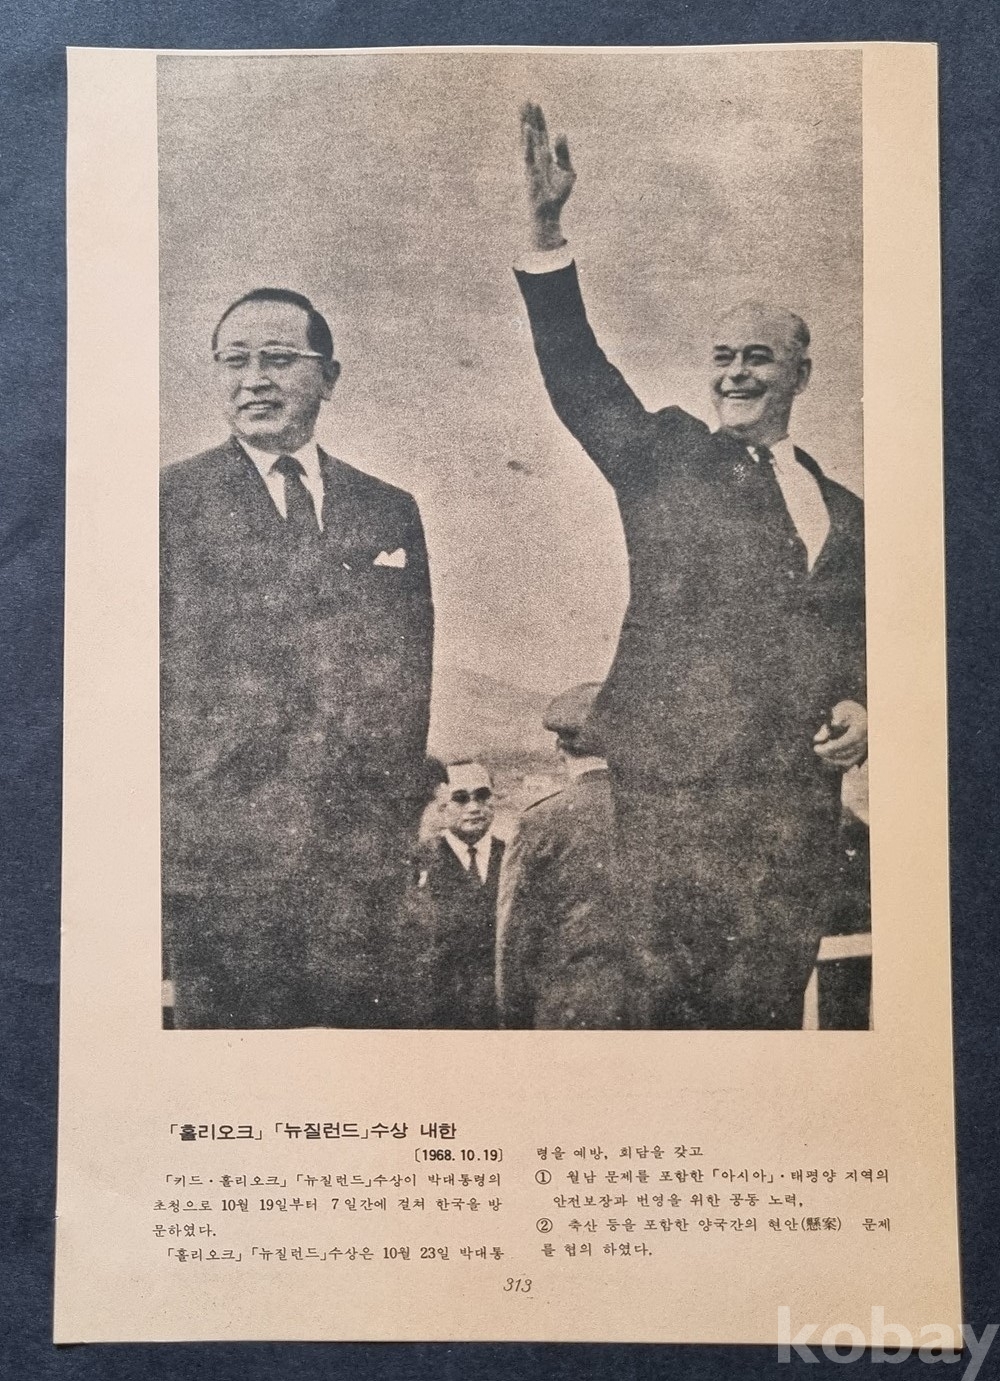 「홀리오크」「뉴질런드」수상 내한
〔1968. 10. 19〕
「키드·홀리오크」「뉴질런드」수상이 박대통령의
초청으로 10월 19일부터 7일간에 걸쳐 한국을 방
문하였다.
「홀리오크」「뉴질런드」수상은 10월 23일 박대통
령을 예방, 회담을 갖고
① 월남 문제를 포함한 「아시아」·태평양 지역의
안전보장과 번영을 위한 공동 노력,
② 축산 등을 포함한 양국간의 현안(懸案) 문제
를 협의 하였다.
313
kobay